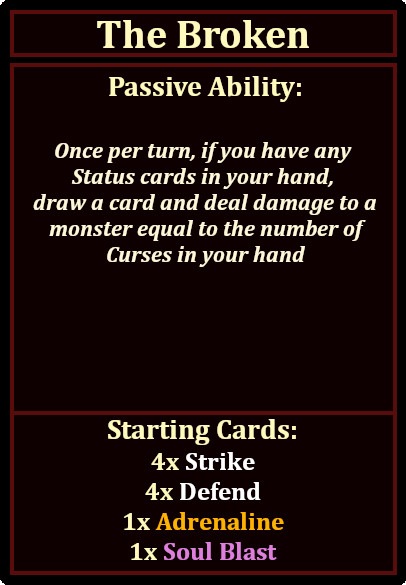 The Broken
Passive Ability:
Once per turn, if you have any
Status cards in your hand,
draw a card and deal damage to a
monster equal to the number of
Curses in your hand
Starting Cards:
4x Strike
4x Defend
1x Adrenaline
1x Soul Blast